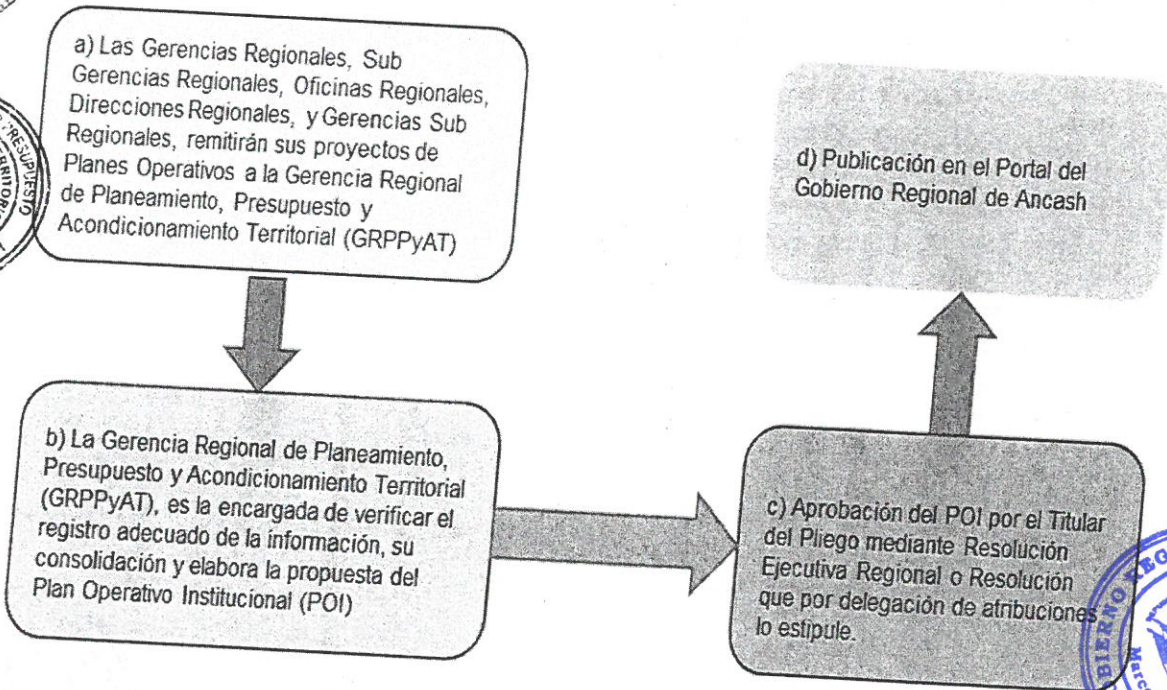 a) Las Gerencias Regionales, Sub
Gerencias Regionales, Oficinas Regionales,
Direcciones Regionales, y Gerencias Sub
Regionales, remitirán sus proyectos de
Planes Operativos a la Gerencia Regional
de Planeamiento, Presupuesto y
Acondicionamiento Territorial (GRPPyAT)
b) La Gerencia Regional de Planeamiento,
Presupuesto y Acondicionamiento Territorial
(GRPPyAT), es la encargada de verificar el
registro adecuado de la información, su
consolidación y elabora la propuesta del
Plan Operativo Institucional (POI)
c) Aprobación del POI por el Titular
del Pliego mediante Resolución
Ejecutiva Regional o Resolución
que por delegación de atribuciones
lo estipule.
d) Publicación en el Portal del
Gobierno Regional de Ancash
PRESUPUESTO